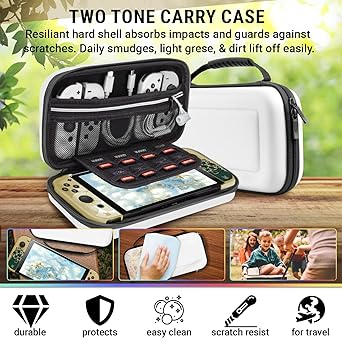 TWO TONE CARRY CASE
Resiliant hard shell absorbs impacts and guards against
scratches. Daily smudges, light grese, & dirt lift off easily.
durable
protects
easy clean
scratch resist
for travel